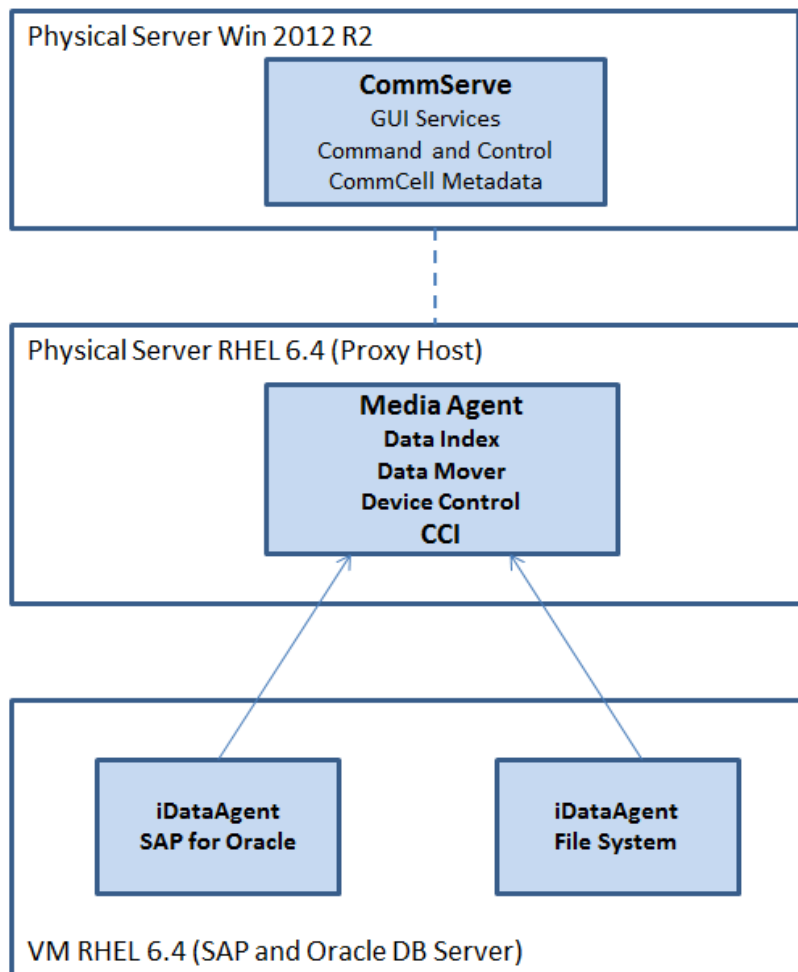 Physical Server Win 2012 R2
CommServe
GUI Services
Command and Control
CommCell Metadata
Physical Server RHEL 6.4 (Proxy Host)
Media Agent
Data Index
Data Mover
Device Control
CCI
iDataAgent
SAP for Oracle
iDataAgent
File System
VM RHEL 6.4 (SAP and Oracle DB Server)